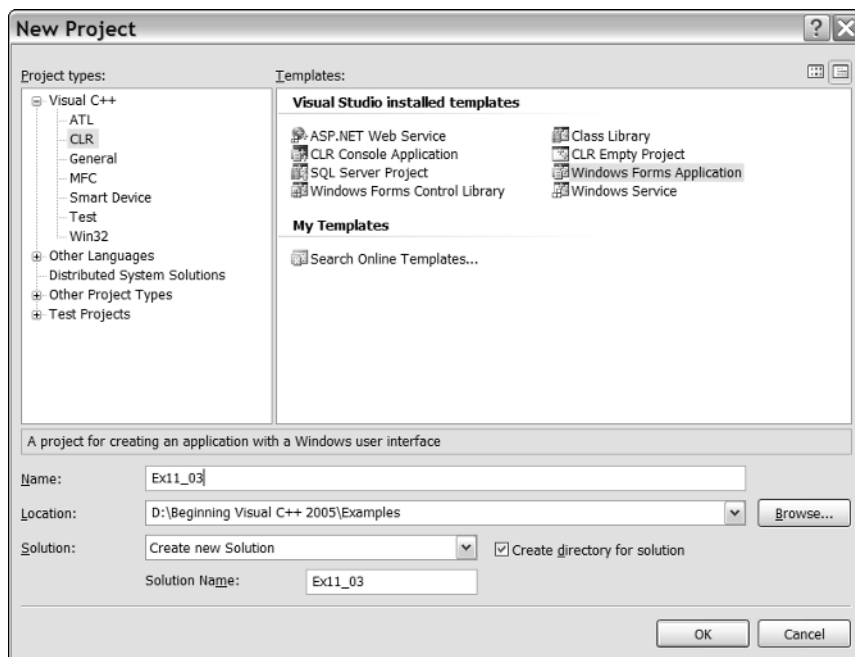 New Project
Project types:
Templates:
Visual C++
ATL
CLR
General
MFC
Smart Device
Test
Win32
Other Languages
Distributed System Solutions
Other Project Types
Test Projects
Visual Studio installed templates
ASP.NET Web Service
Class Library
CLR Console Application
CLR Empty Project
SQL Server Project
Windows Forms Application
Windows Forms Control Library
Windows Service
My Templates
Search Online Templates...
A project for creating an application with a Windows user interface
Name: Ex11_03
Location: D:\Beginning Visual C++ 2005\Examples Browse...
Solution: Create new Solution Create directory for solution
Solution Name: Ex11_03
OK Cancel